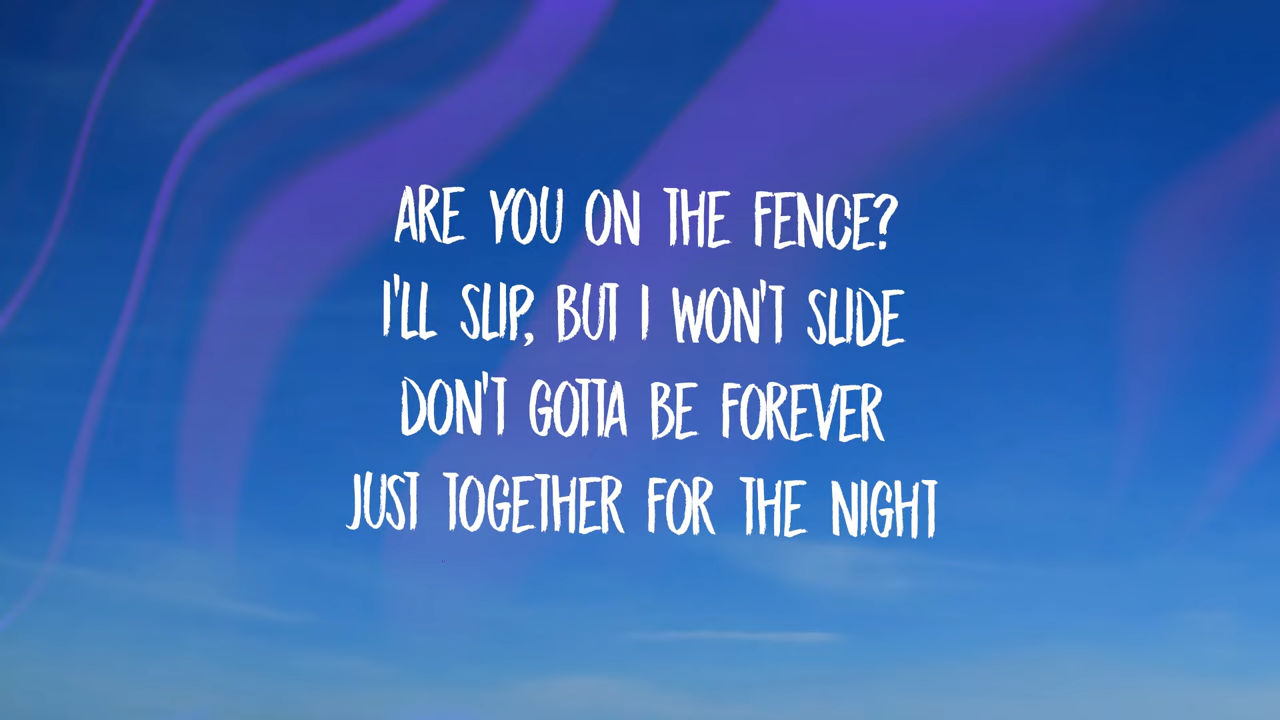 ARE YOU ON THE FENCE?
I'LL SLIP, BUT I WON'T SLIDE
DON'T GOTTA BE FOREVER
JUST TOGETHER FOR THE NIGHT